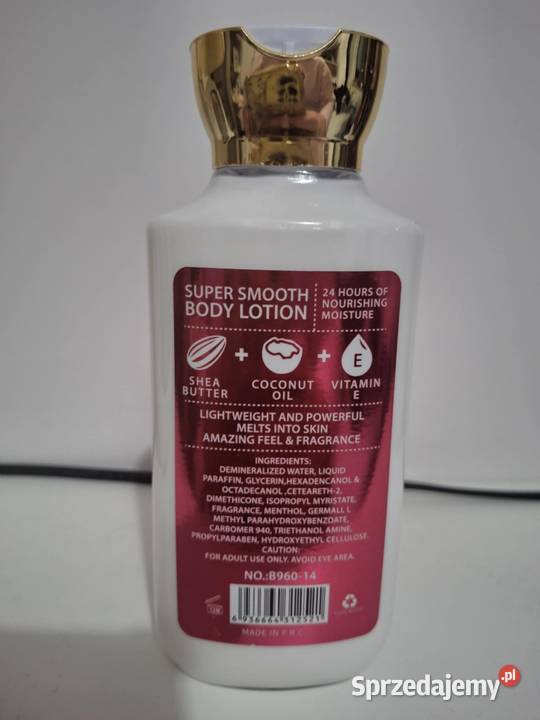 SUPER SMOOTH
BODY LOTION
24 HOURS OF
NOURISHING
MOISTURE
E
SHEA
BUTTER
+
COCONUT
OIL
+
VITAMIN
E
LIGHTWEIGHT AND POWERFUL
MELTS INTO SKIN
AMAZING FEEL & FRAGRANCE
INGREDIENTS:
DEMINERALIZED WATER, LIQUID
PARAFFIN, GLYCERIN,HEXADENCANOL &
OCTADECANOL ,CETEARETH-2,
DIMETHICONE, ISOPROPYL MYRISTATE,
FRAGRANCE, MENTHOL, GERMALL I,
METHYL PARAHYDROXYBENZOATE,
CARBOMER 940, TRIETHANOL AMINE,
PROPYLPARABEN, HYDROXYETHYL CELLULOSE.
CAUTION:
FOR ADULT USE ONLY. AVOID EYE AREA.
NO.:B960-14
6 936664 312521
MADE IN P.R.C
Sprzedajemy.pl